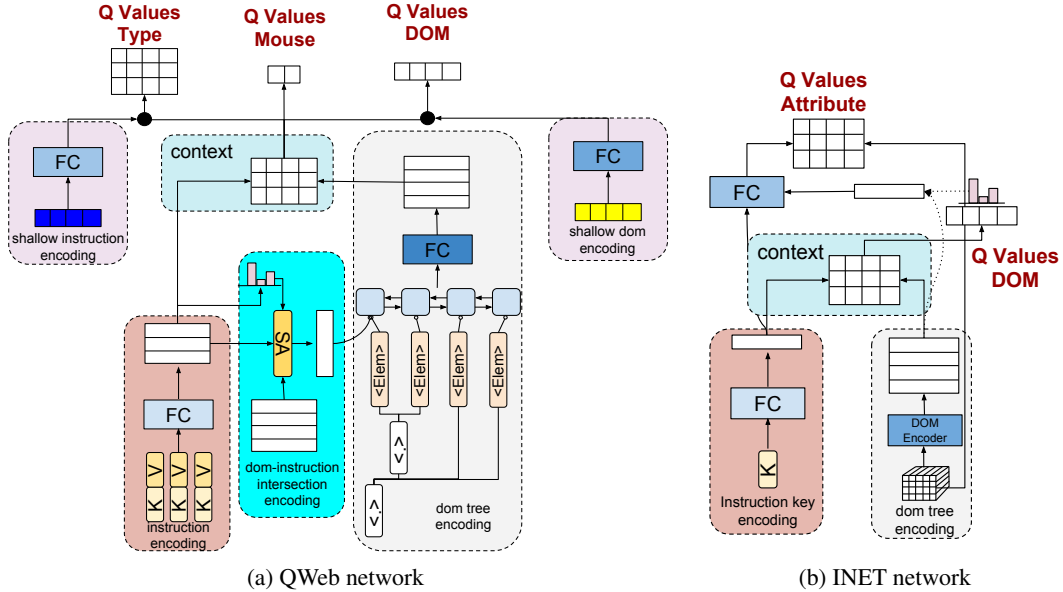 Q Values
Type
Q Values
Mouse
Q Values
DOM
FC
shallow instruction
encoding
context
FC
shallow dom
encoding
FC
SA
dom-instruction
intersection
encoding
<Elem>
<Elem>
<Elem>
<Elem>
<.>
<.>
dom tree
encoding
FC
K V
K V
K V
instruction
encoding
(a) QWeb network
Q Values
Attribute
FC
Q Values
DOM
context
FC
K
Instruction key
encoding
DOM
Encoder
dom tree
encoding
(b) INET network